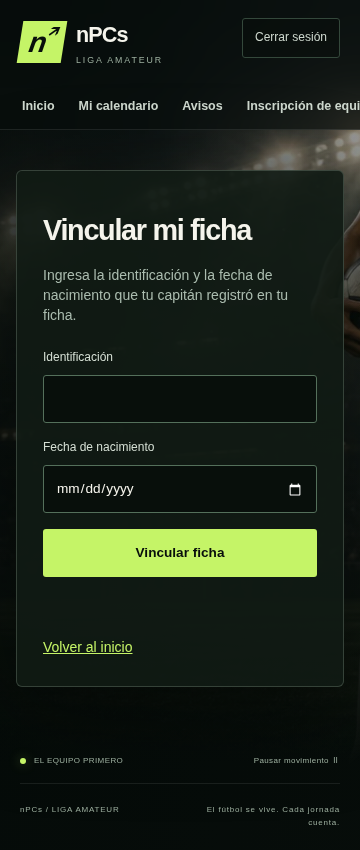 n nPCs
LIGA AMATEUR
Cerrar sesión
Inicio Mi calendario Avisos Inscripción de equi
Vincular mi ficha
Ingresa la identificación y la fecha de
nacimiento que tu capitán registró en tu
ficha.
Identificación
Fecha de nacimiento
mm/dd/yyyy
Vincular ficha
Volver al inicio
EL EQUIPO PRIMERO
Pausar movimiento II
nPCs / LIGA AMATEUR
El fútbol se vive. Cada jornada
cuenta.